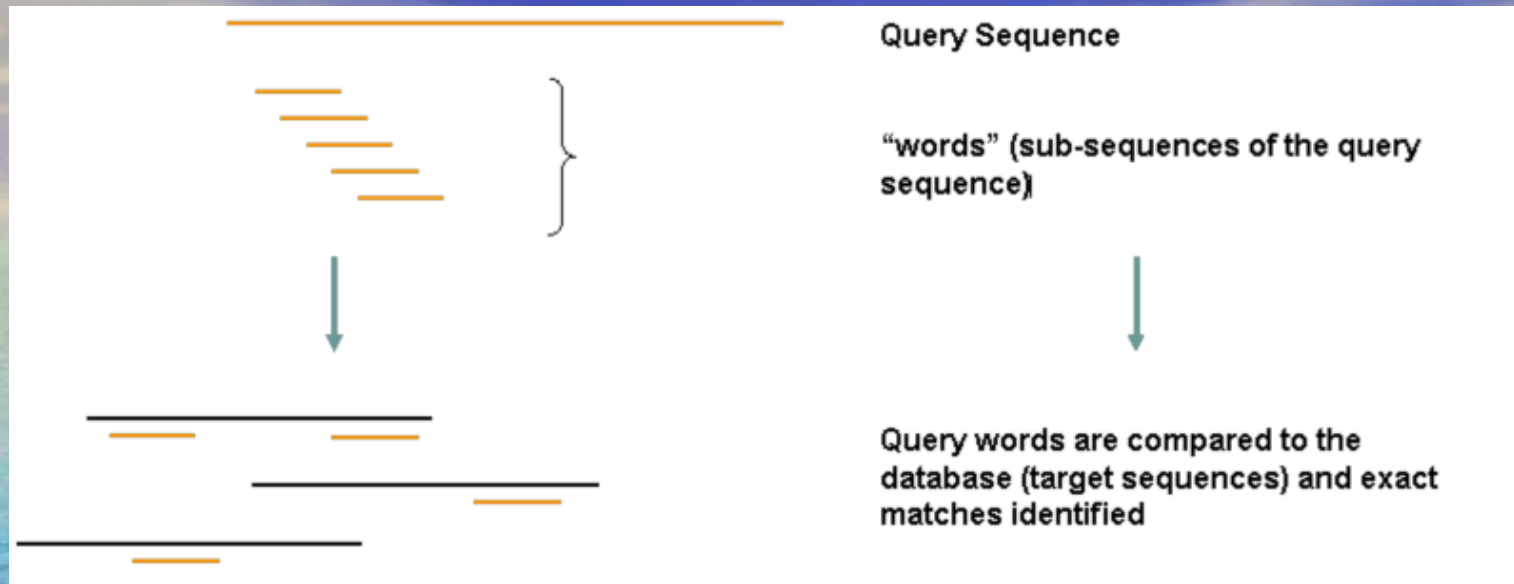 Query Sequence
“words” (sub-sequences of the query
sequence)
Query words are compared to the
database (target sequences) and exact
matches identified